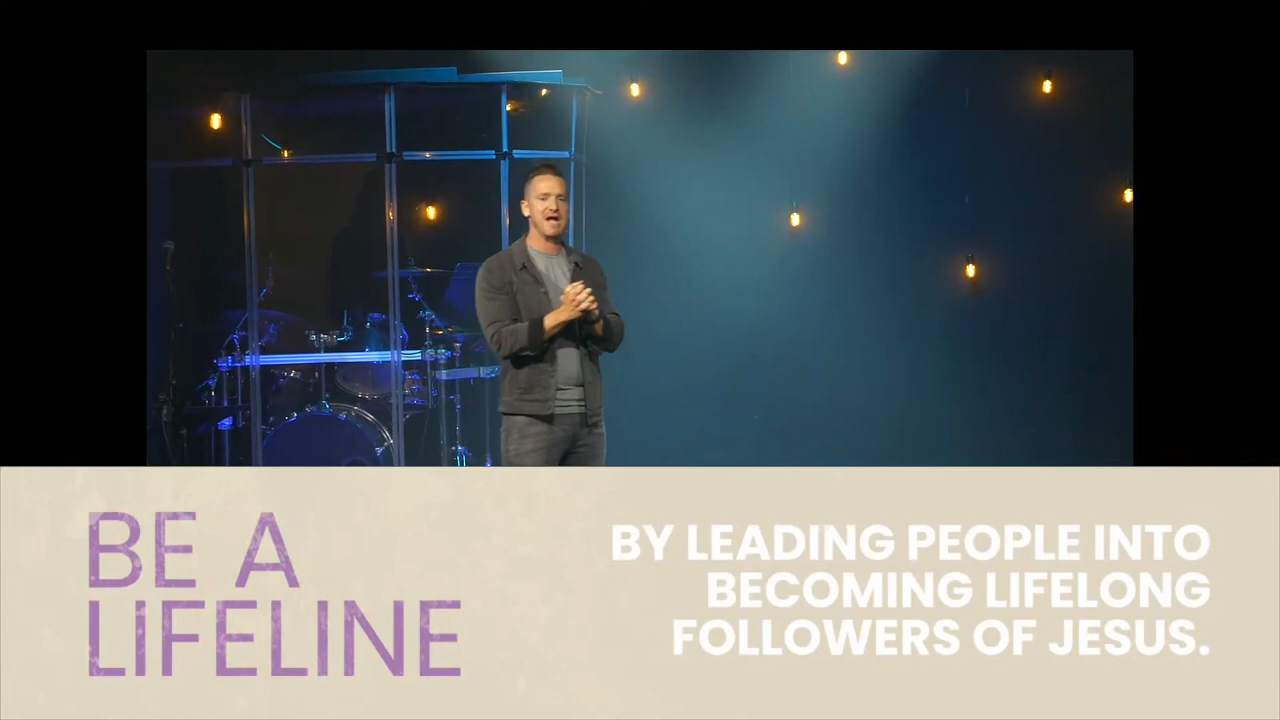 BE A
LIFELINE
BY LEADING PEOPLE INTO
BECOMING LIFELONG
FOLLOWERS OF JESUS.